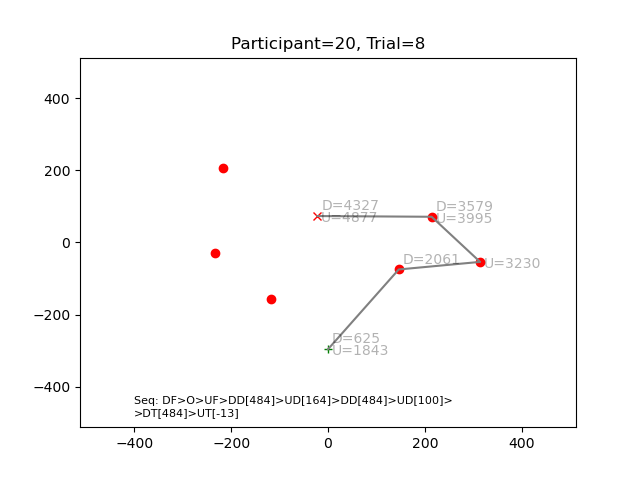 Participant=20, Trial=8
400
200
0
−200
−400
D=4327
U=4877
D=3579
U=3995
D=2061
U=3230
D=625
U=1843
Seq: DF>O>UF>DD[484]>UD[164]>DD[484]>UD[100]>
>DT[484]>UT[-13]
−400 −200 0 200 400